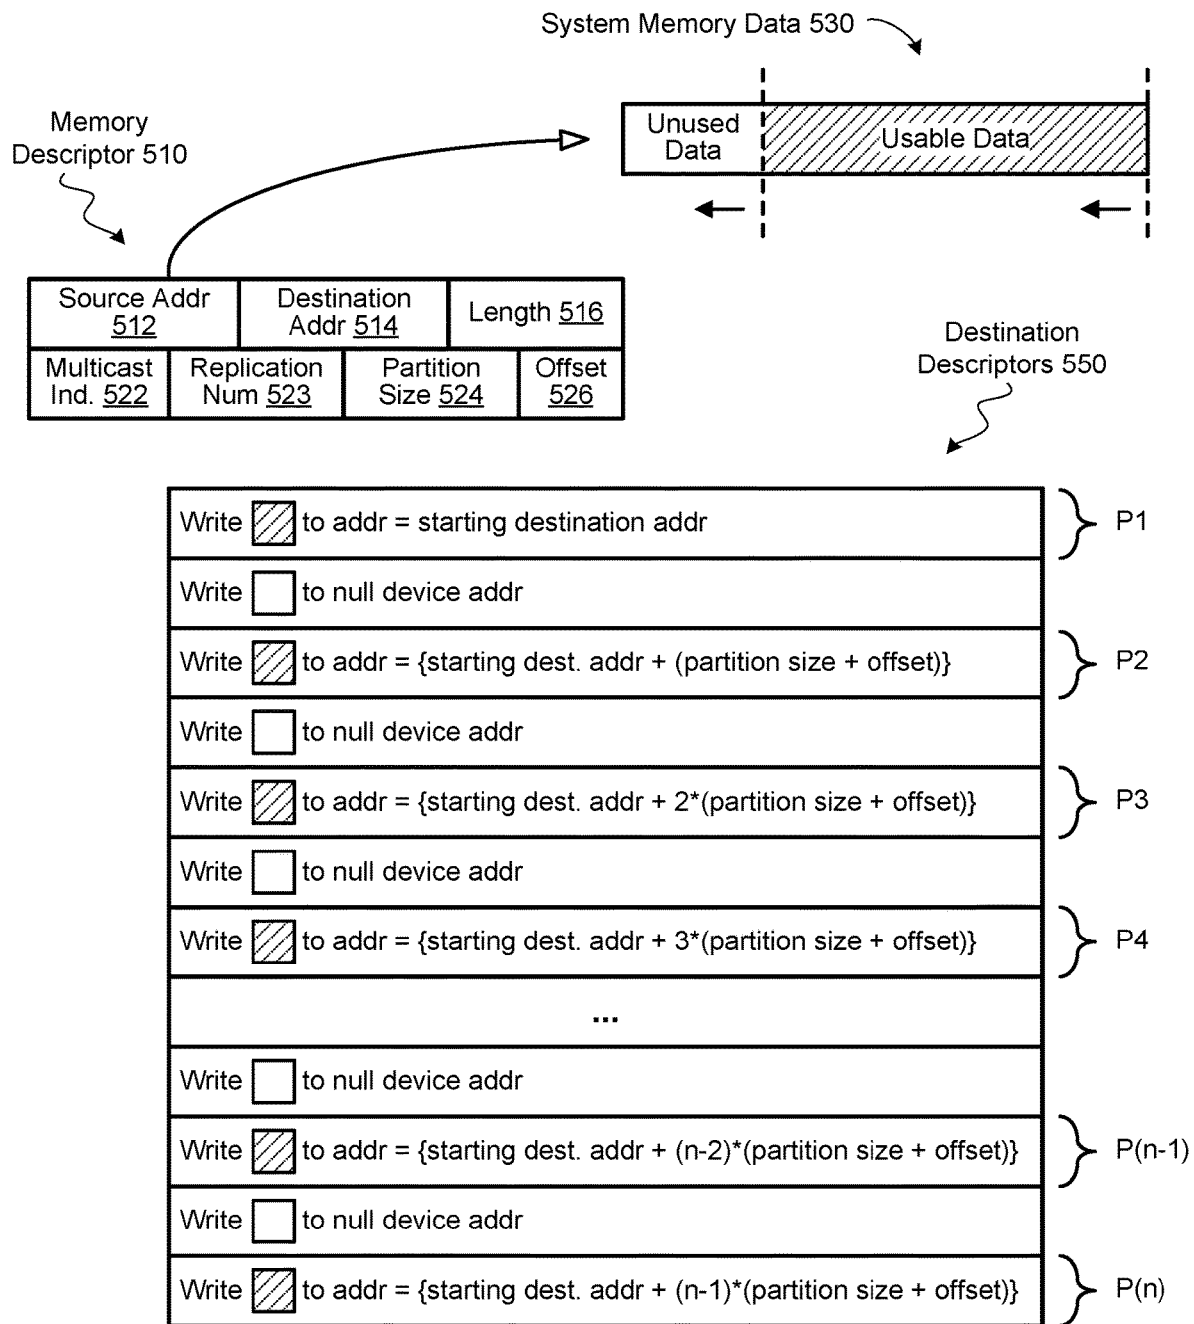 System Memory Data 530
Unused
Data
Usable Data
Memory
Descriptor 510
Source Addr
512
Destination
Addr 514
Length 516
Multicast
Ind. 522
Replication
Num 523
Partition
Size 524
Offset
526
Destination
Descriptors 550
Write to addr = starting destination addr
P1
Write to null device addr
Write to addr = {starting dest. addr + (partition size + offset)}
P2
Write to null device addr
Write to addr = {starting dest. addr + 2*(partition size + offset)}
P3
Write to null device addr
Write to addr = {starting dest. addr + 3*(partition size + offset)}
P4
...
Write to null device addr
Write to addr = {starting dest. addr + (n-2)*(partition size + offset)}
P(n-1)
Write to null device addr
Write to addr = {starting dest. addr + (n-1)*(partition size + offset)}
P(n)